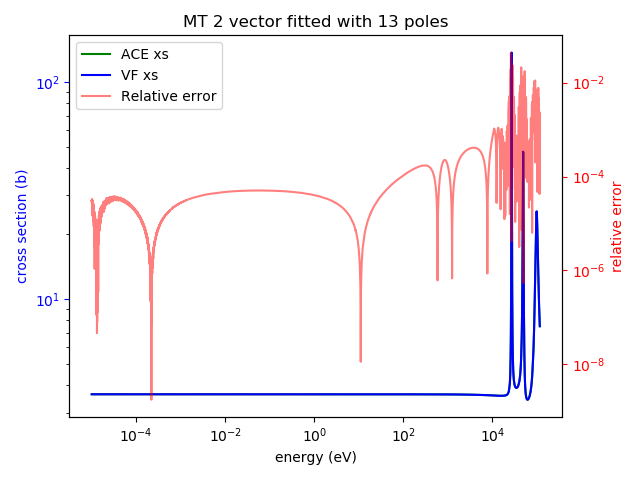 MT 2 vector fitted with 13 poles
ACE xs
VF xs
Relative error
10²
10¹
cross section (b)
10⁻²
10⁻⁴
10⁻⁶
10⁻⁸
relative error
10⁻⁴ 10⁻² 10⁰ 10² 10⁴
energy (eV)